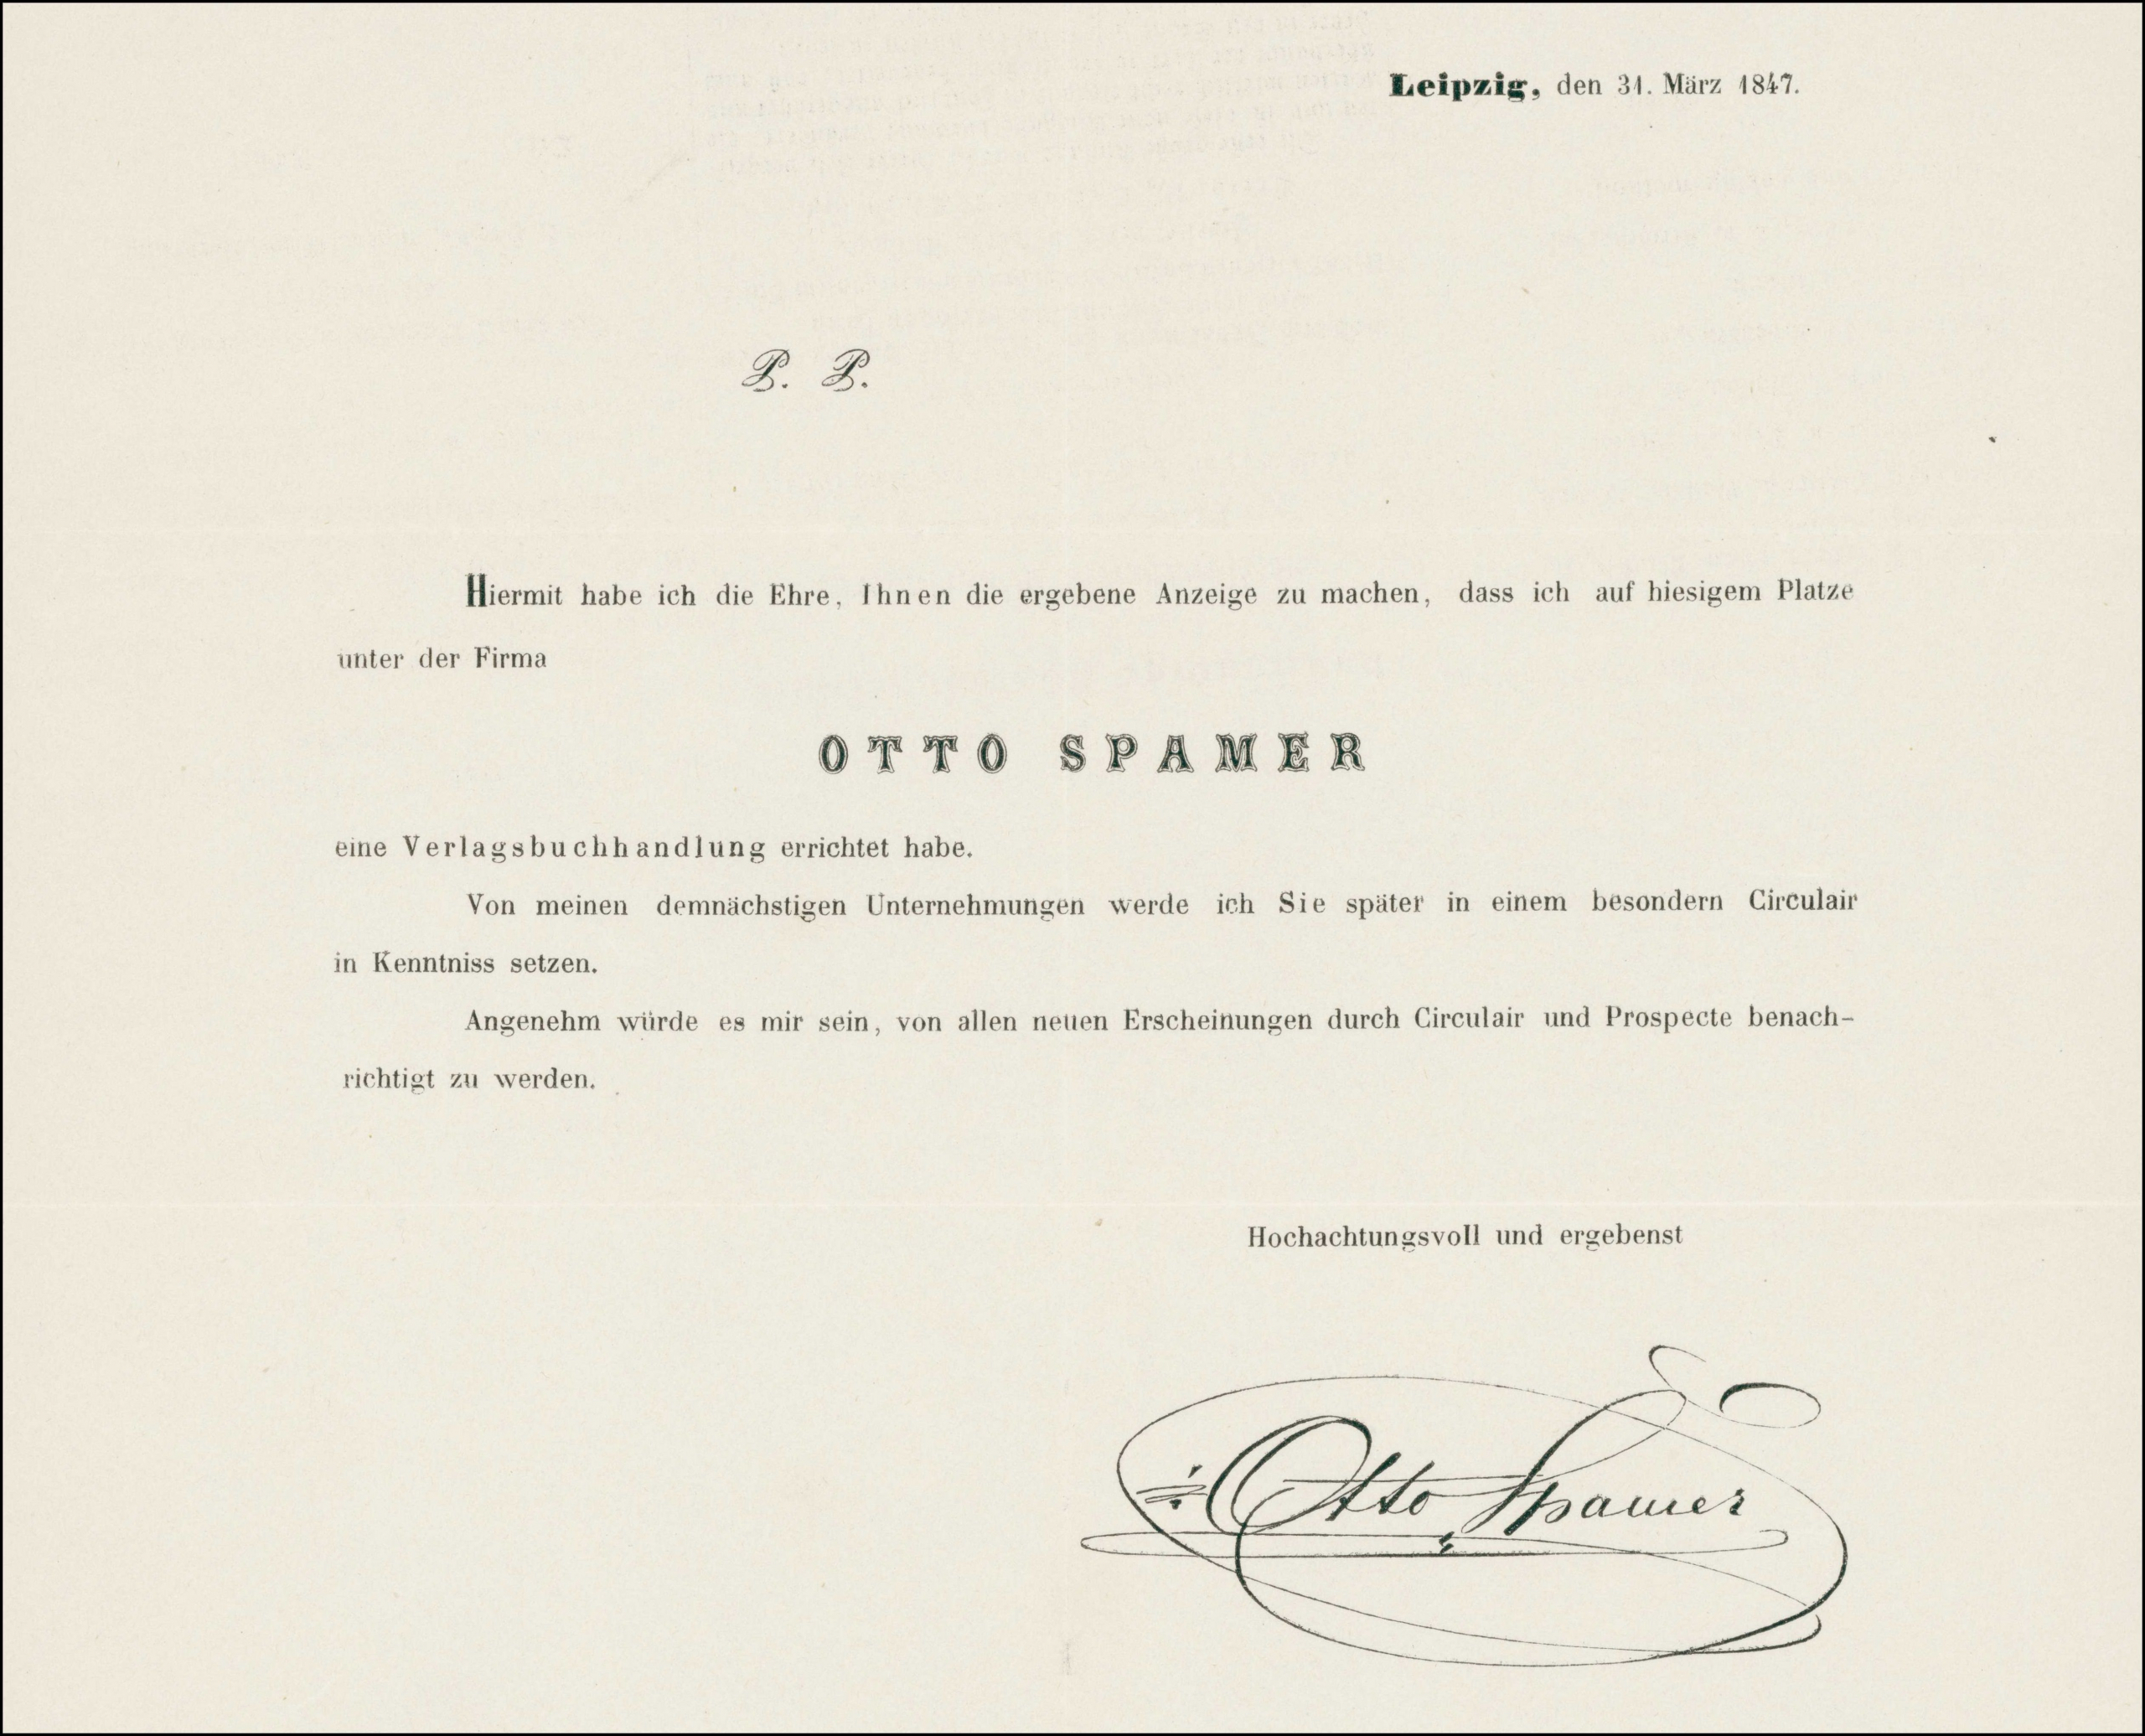 Leipzig, den 31. März 1847.
P. P.
Hiermit habe ich die Ehre, Ihnen die ergebene Anzeige zu machen, dass ich auf hiesigem Platze
unter der Firma
OTTO SPAMER
eine Verlagsbuchhandlung errichtet habe.
Von meinen demnächstigen Unternehmungen werde ich Sie später in einem besondern Circulair
in Kenntniss setzen.
Angenehm würde es mir sein, von allen neuen Erscheinungen durch Circulair und Prospecte benach-
richtigt zu werden.
Hochachtungsvoll und ergebenst
Otto Spamer